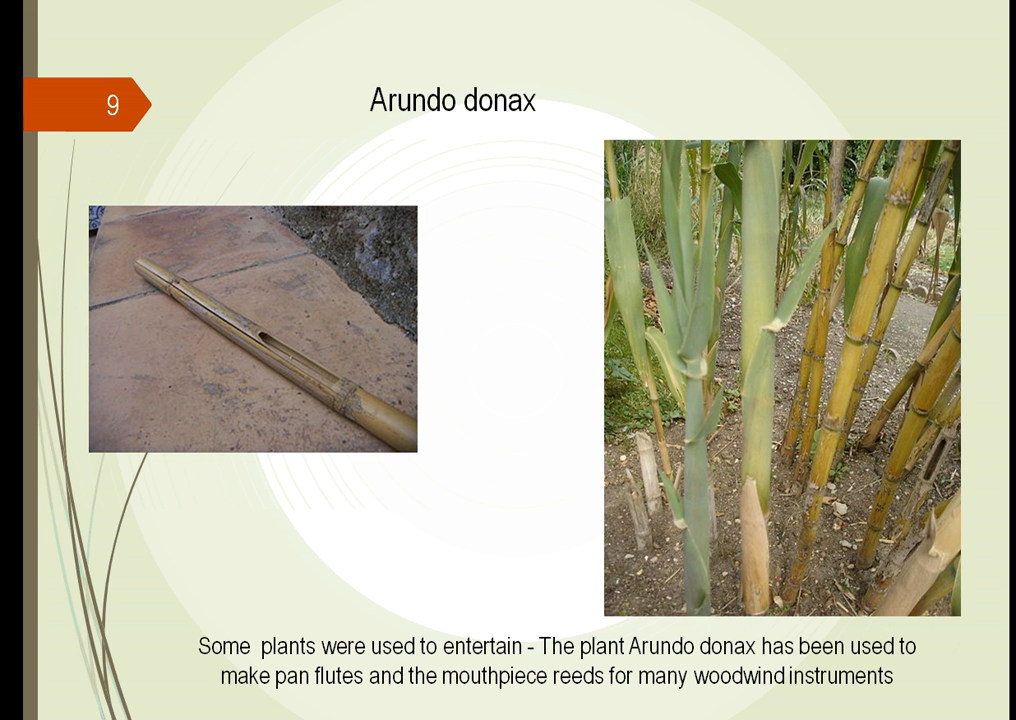 9
Arundo donax
Some  plants were used to entertain - The plant Arundo donax has been used to
make pan flutes and the mouthpiece reeds for many woodwind instruments